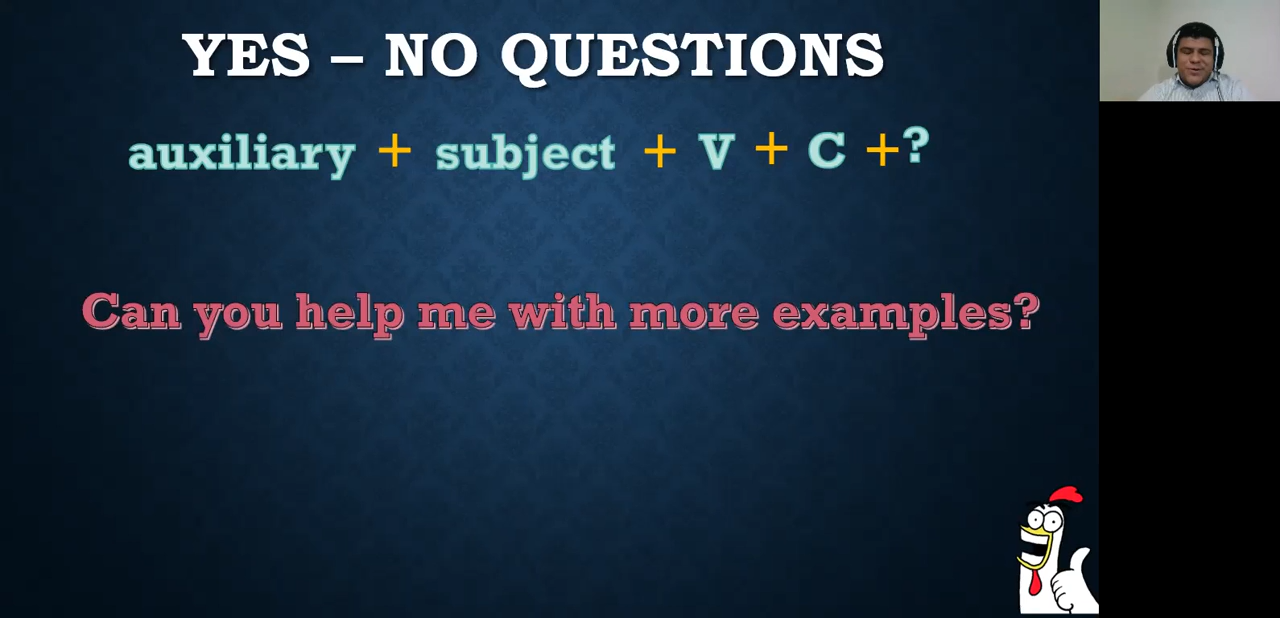 YES – NO QUESTIONS
auxiliary + subject + V + C +?
Can you help me with more examples?